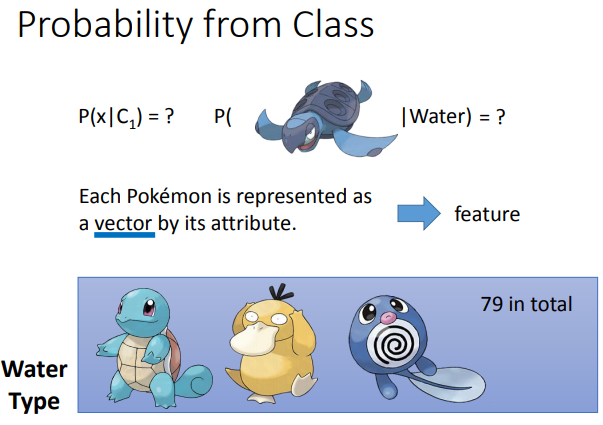 Probability from Class
P(x|C₁) = ? P( |Water) = ?
Each Pokémon is represented as
a vector by its attribute.
feature
79 in total
Water
Type